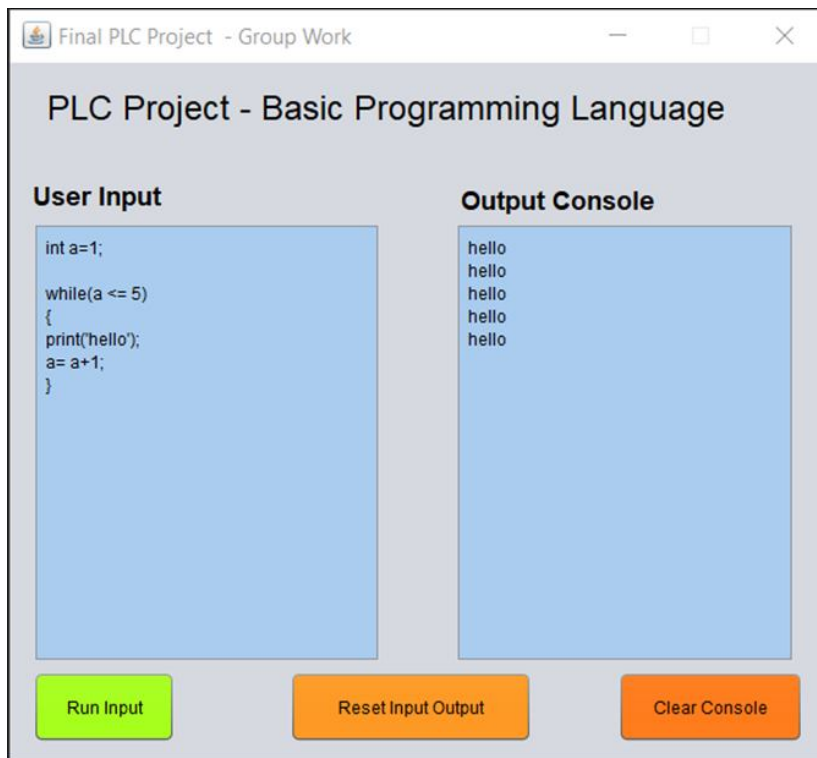 Final PLC Project - Group Work
PLC Project - Basic Programming Language
User Input
int a=1;
while(a <= 5)
{
print('hello');
a= a+1;
}
Output Console
hello
hello
hello
hello
hello
Run Input
Reset Input Output
Clear Console